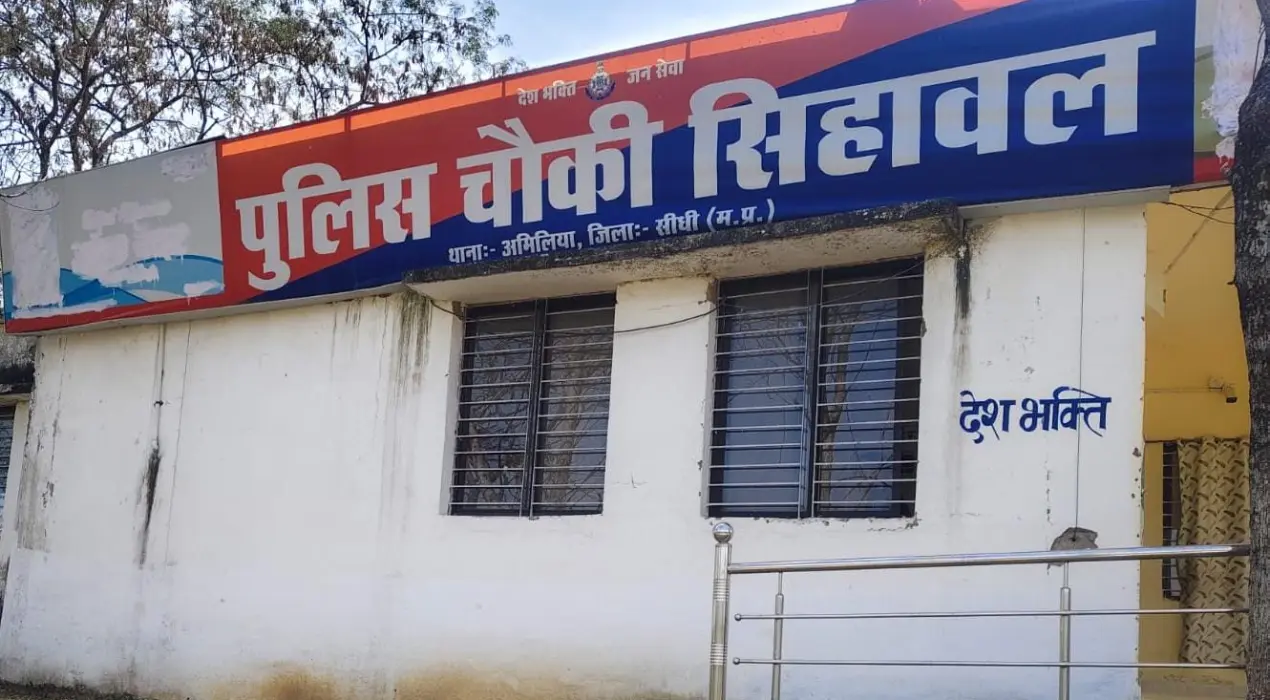 देश भक्ति जन सेवा
पुलिस चौकी सिहावल
थानाः- अमिलिया, जिलाः- सीधी (म.प्र.)
देश भक्ति